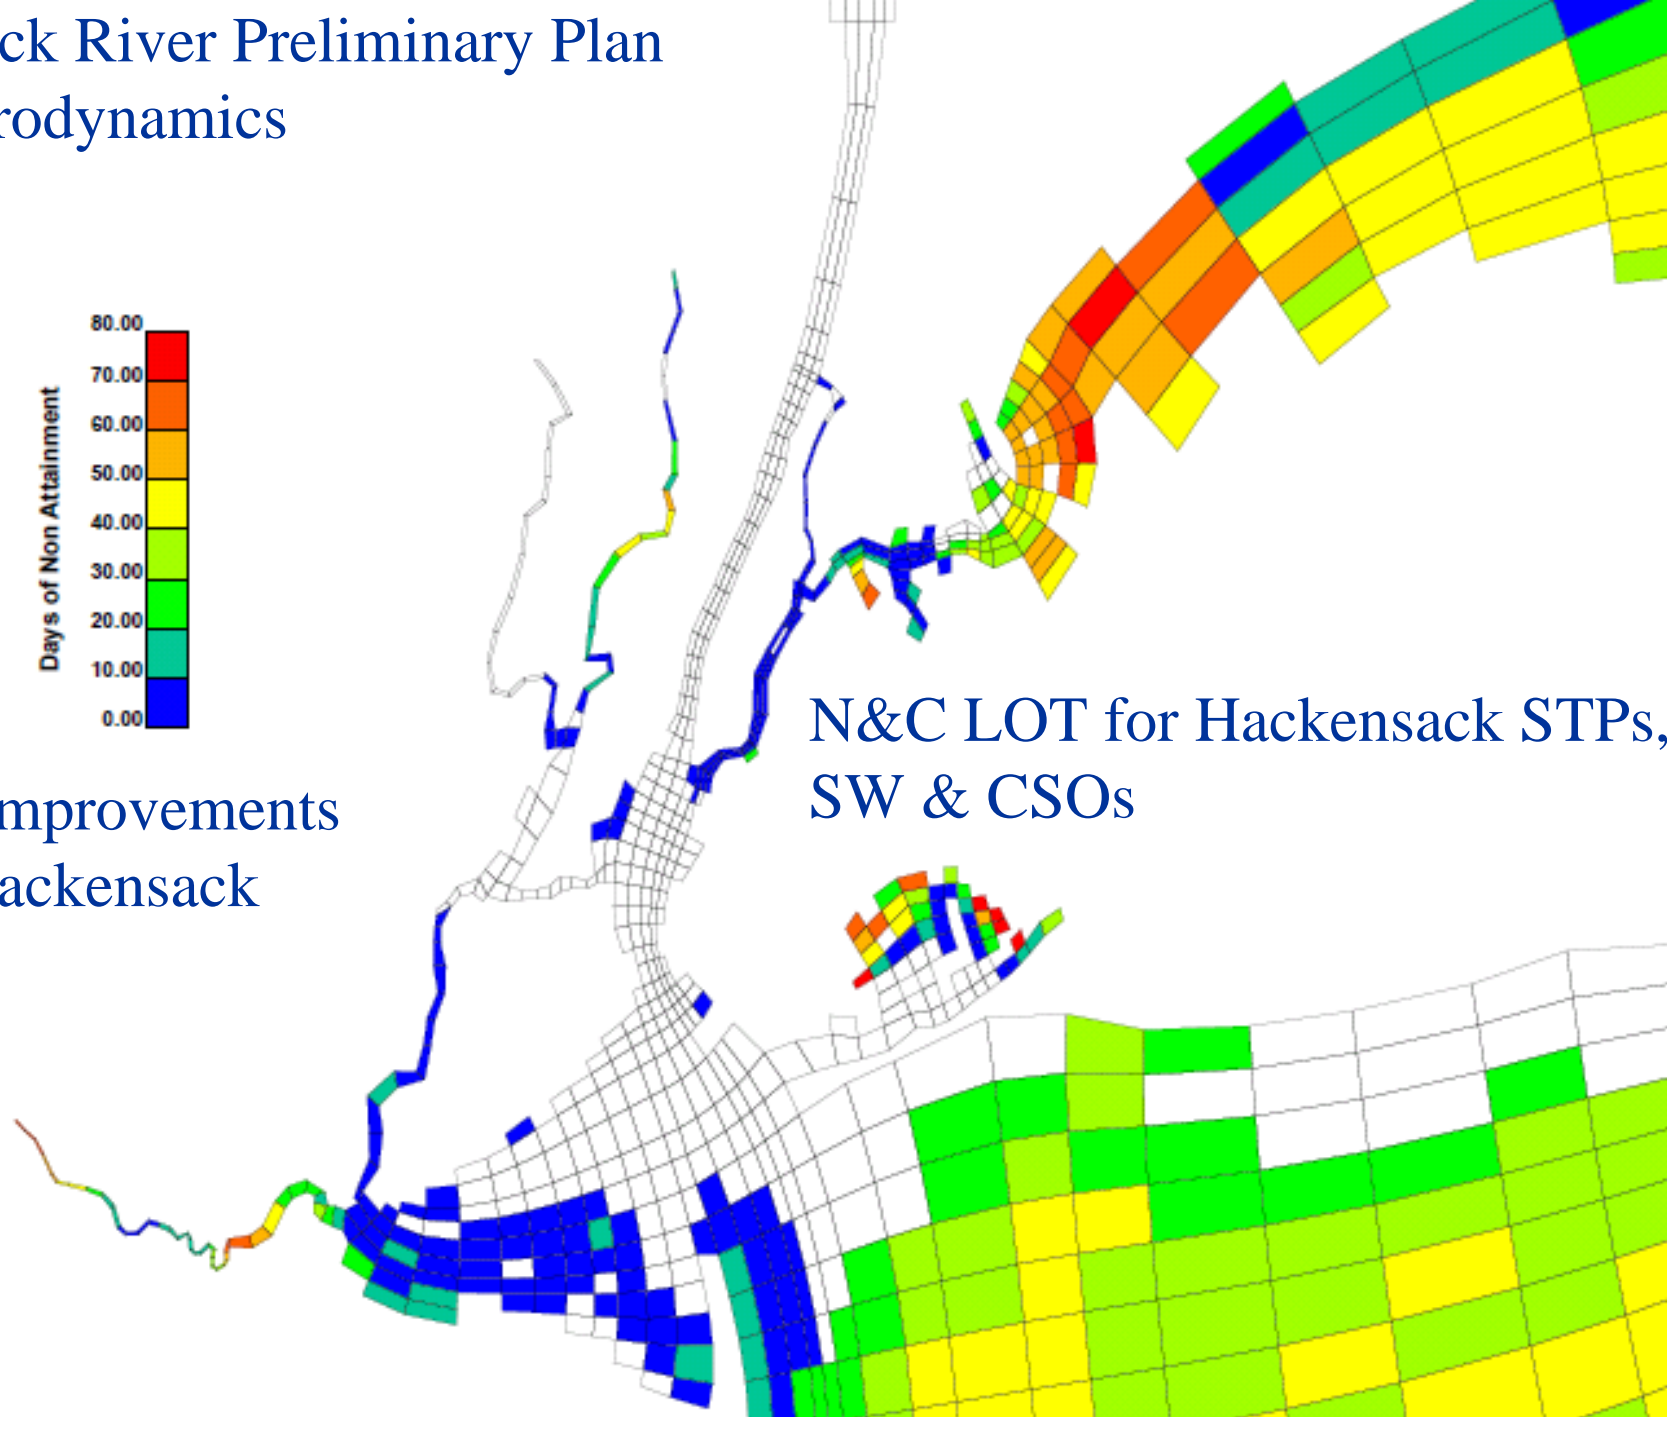 ck River Preliminary Plan
rodynamics
80.00
70.00
60.00
50.00
40.00
30.00
20.00
10.00
0.00
Days of Non Attainment
N&C LOT for Hackensack STPs,
SW & CSOs
mprovements
ackensack